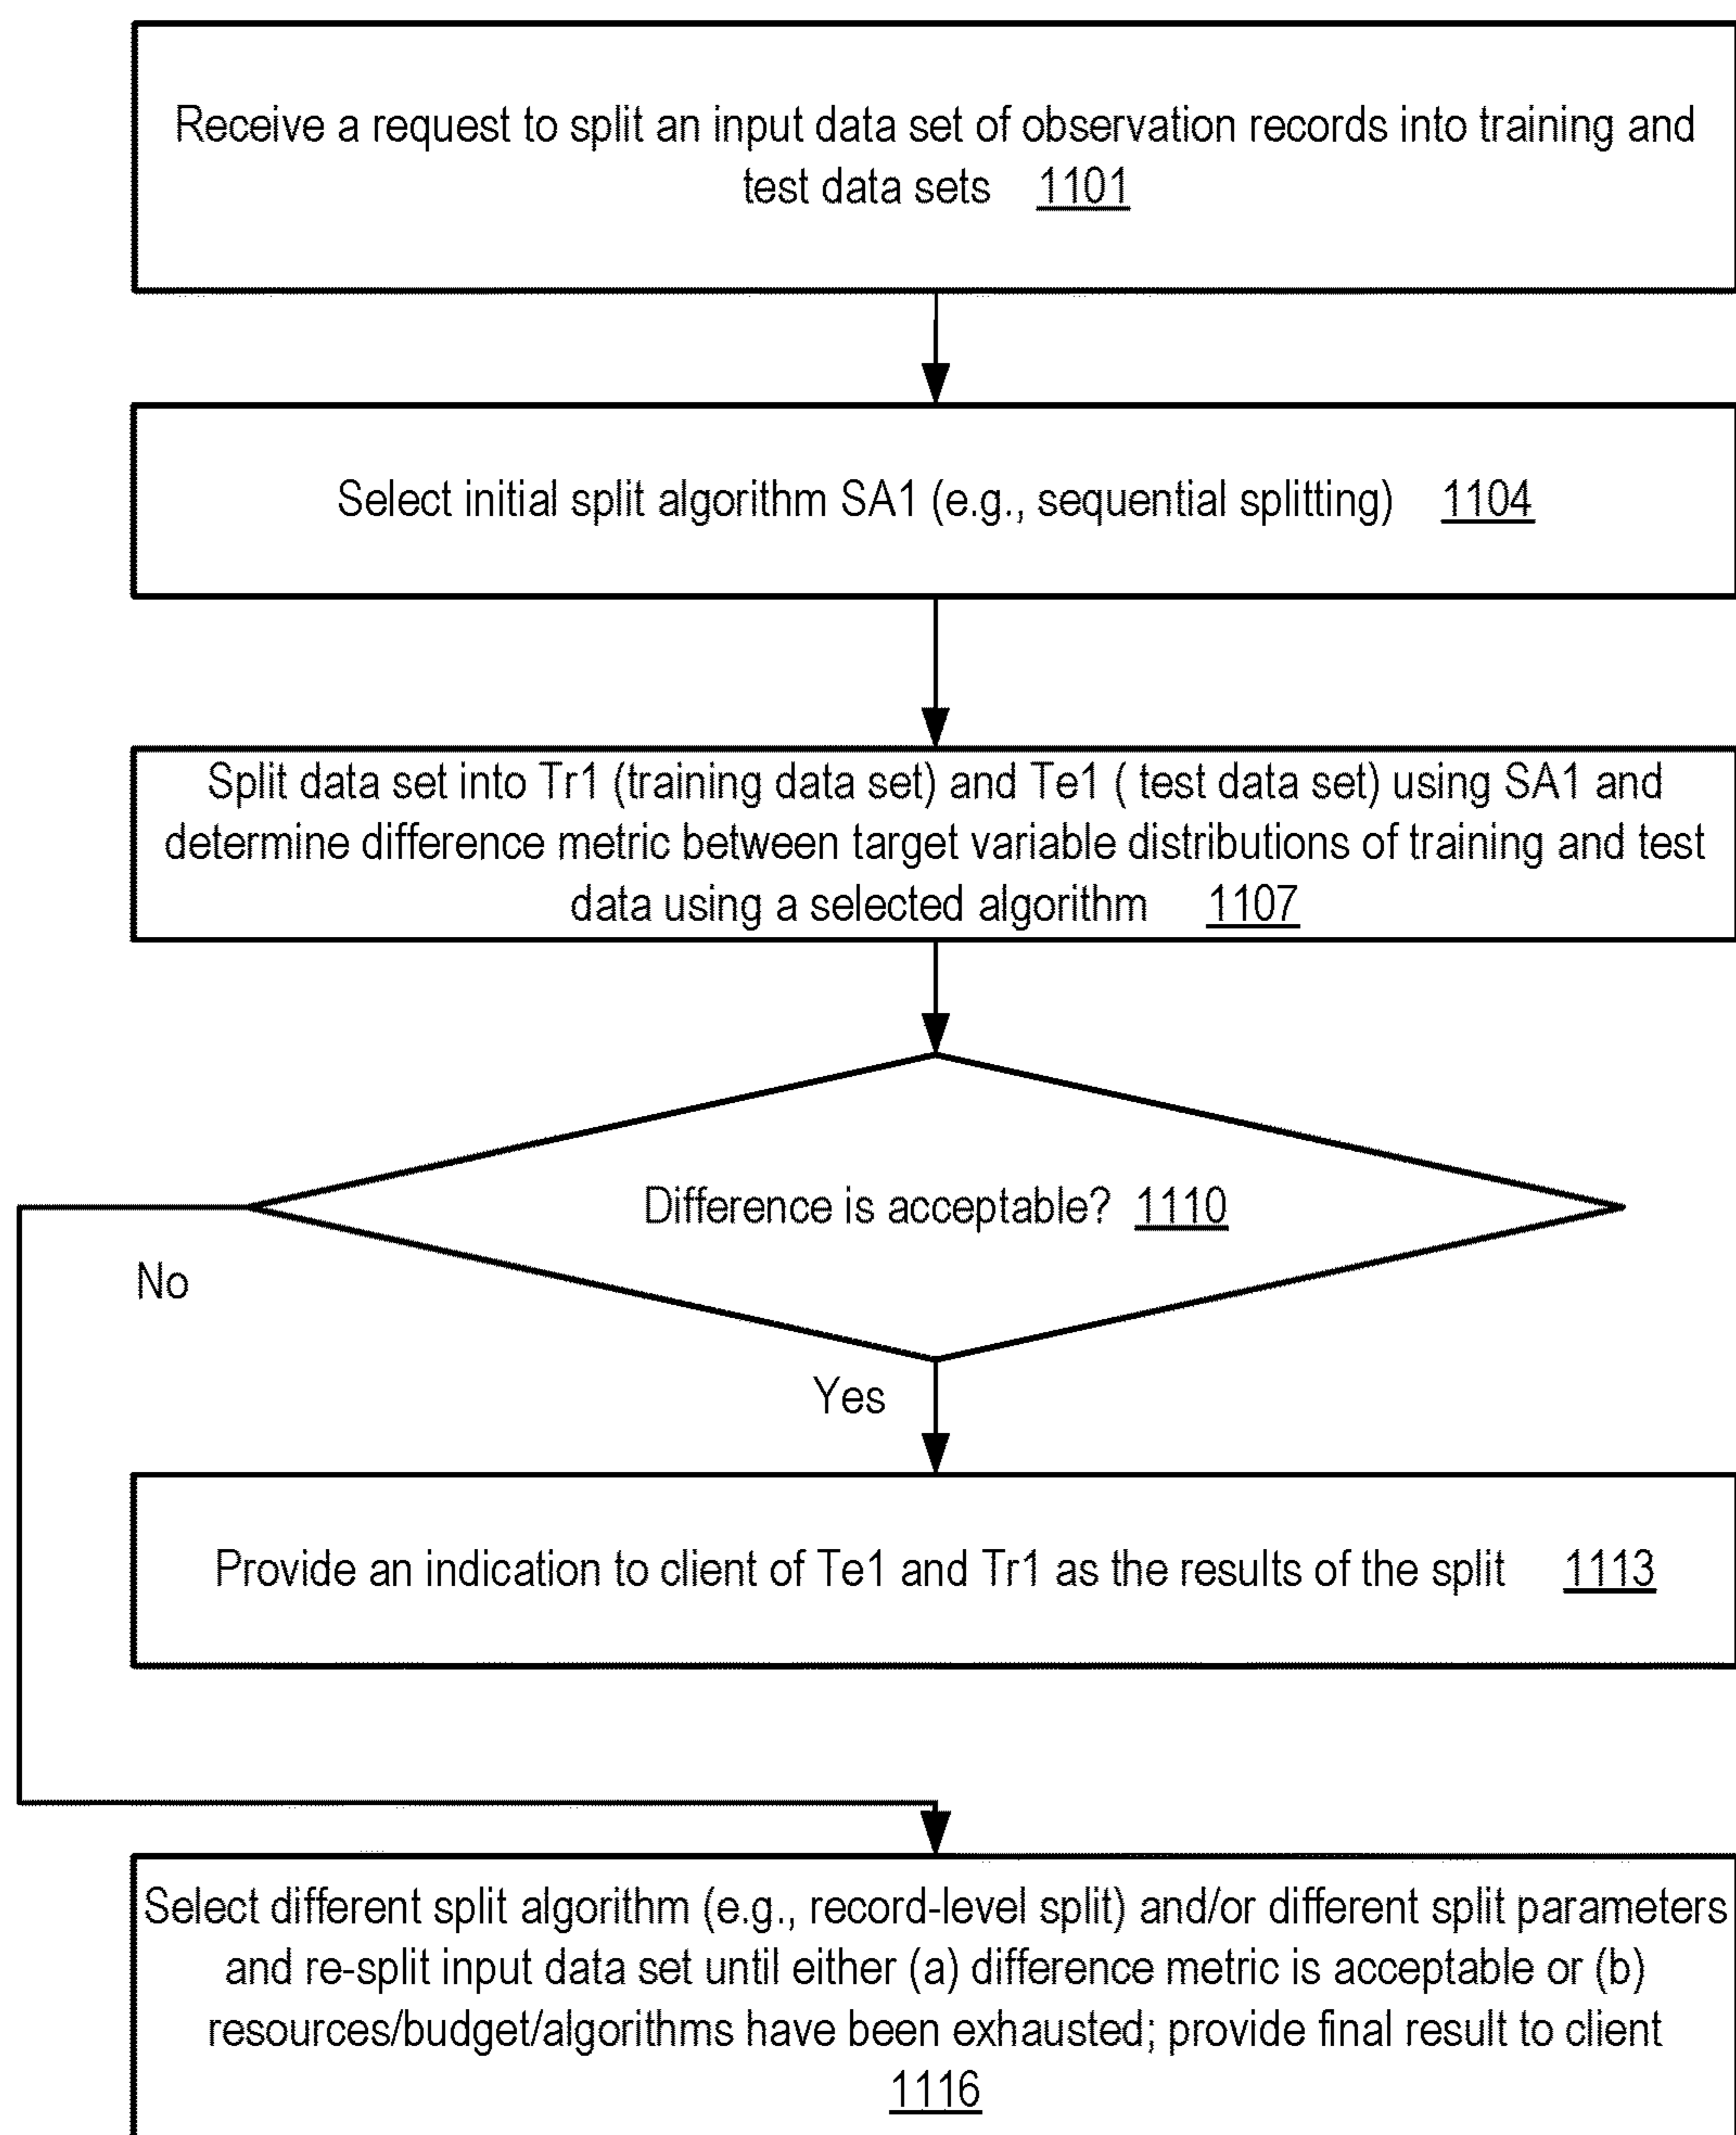 Receive a request to split an input data set of observation records into training and
test data sets 1101
Select initial split algorithm SA1 (e.g., sequential splitting) 1104
Split data set into Tr1 (training data set) and Te1 ( test data set) using SA1 and
determine difference metric between target variable distributions of training and test
data using a selected algorithm 1107
Difference is acceptable? 1110
No
Yes
Provide an indication to client of Te1 and Tr1 as the results of the split 1113
Select different split algorithm (e.g., record-level split) and/or different split parameters
and re-split input data set until either (a) difference metric is acceptable or (b)
resources/budget/algorithms have been exhausted; provide final result to client
1116